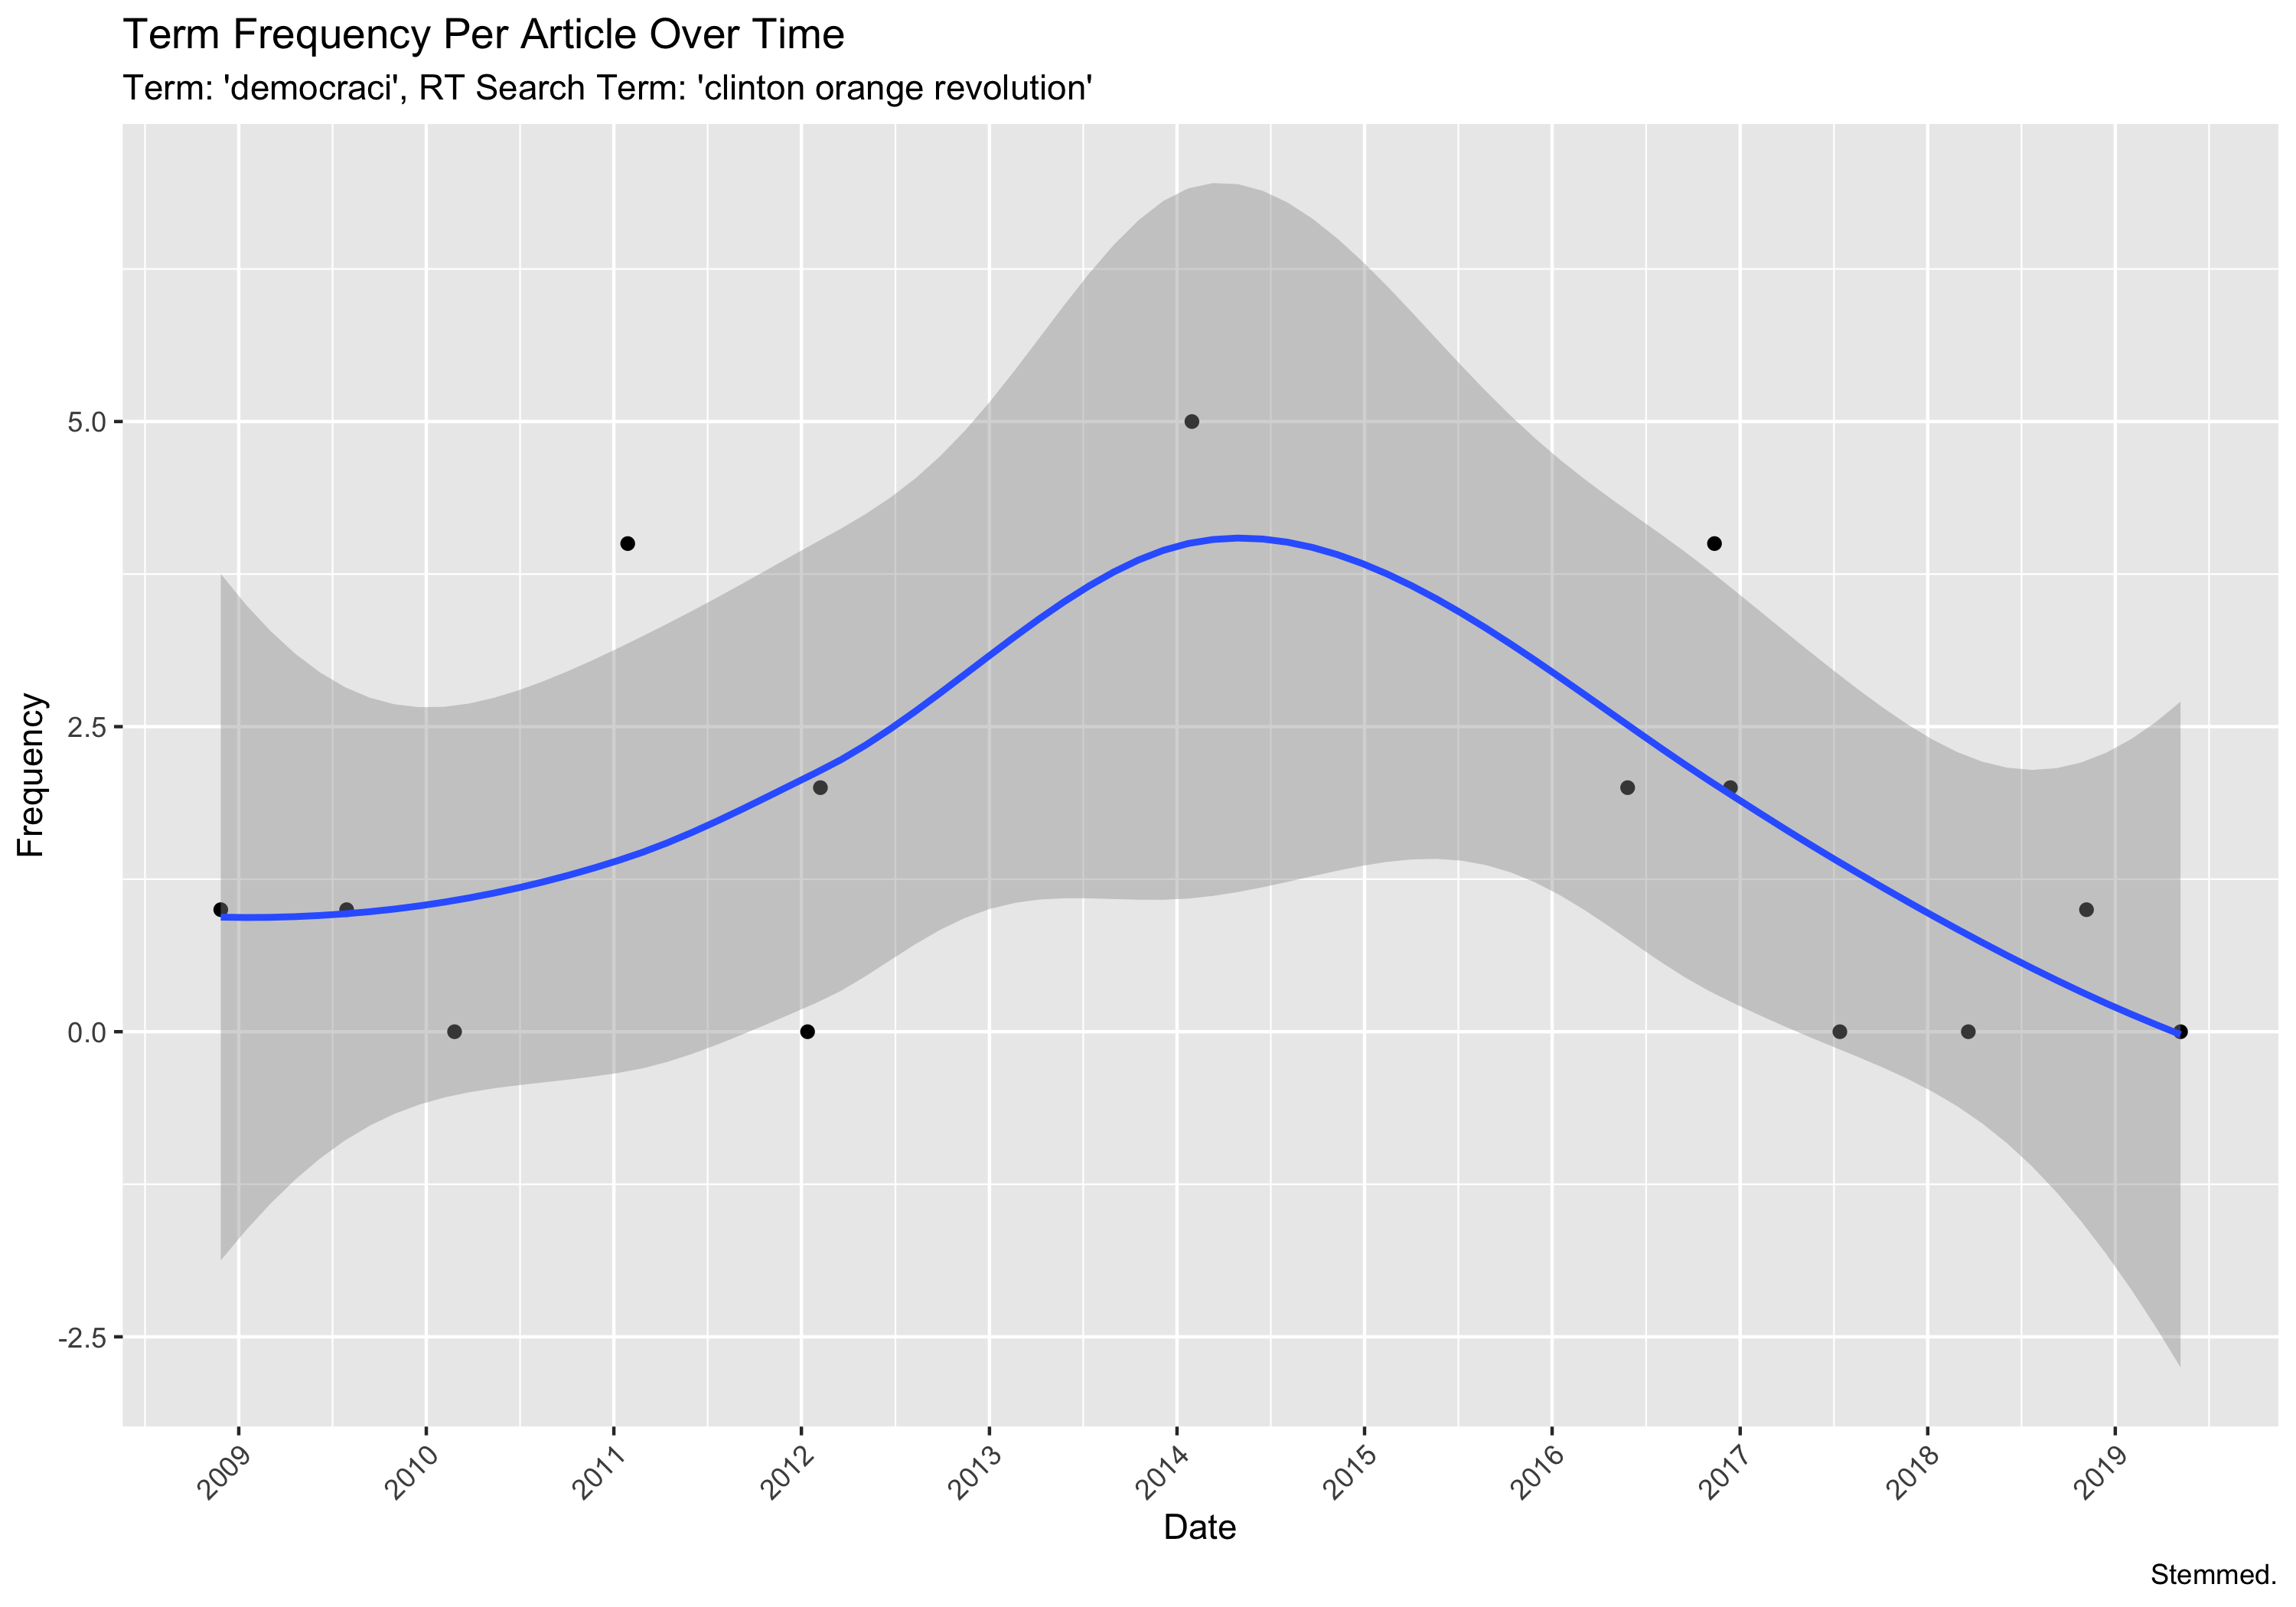 Term Frequency Per Article Over Time
Term: 'democraci', RT Search Term: 'clinton orange revolution'
Frequency
5.0
2.5
0.0
-2.5
2009 2010 2011 2012 2013 2014 2015 2016 2017 2018 2019
Date
Stemmed.